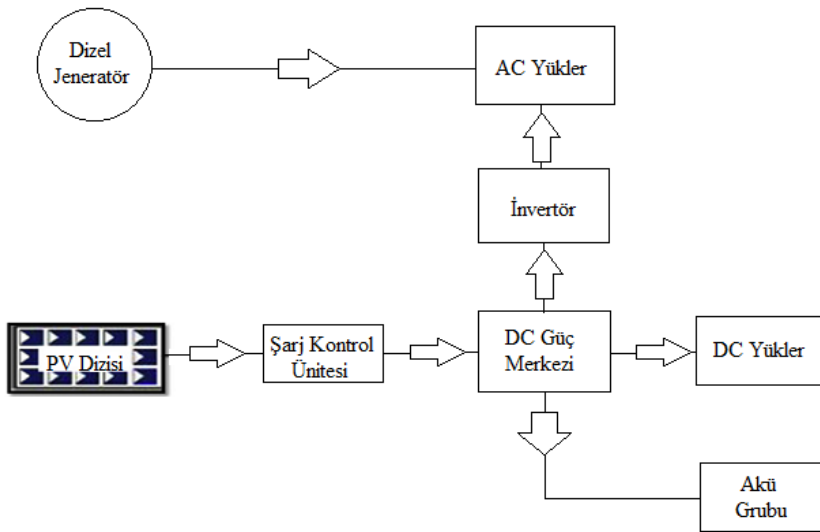 Dizel
Jeneratör
AC Yükler
İnvertör
PV Dizisi
Şarj Kontrol
Ünitesi
DC Güç
Merkezi
DC Yükler
Akü
Grubu